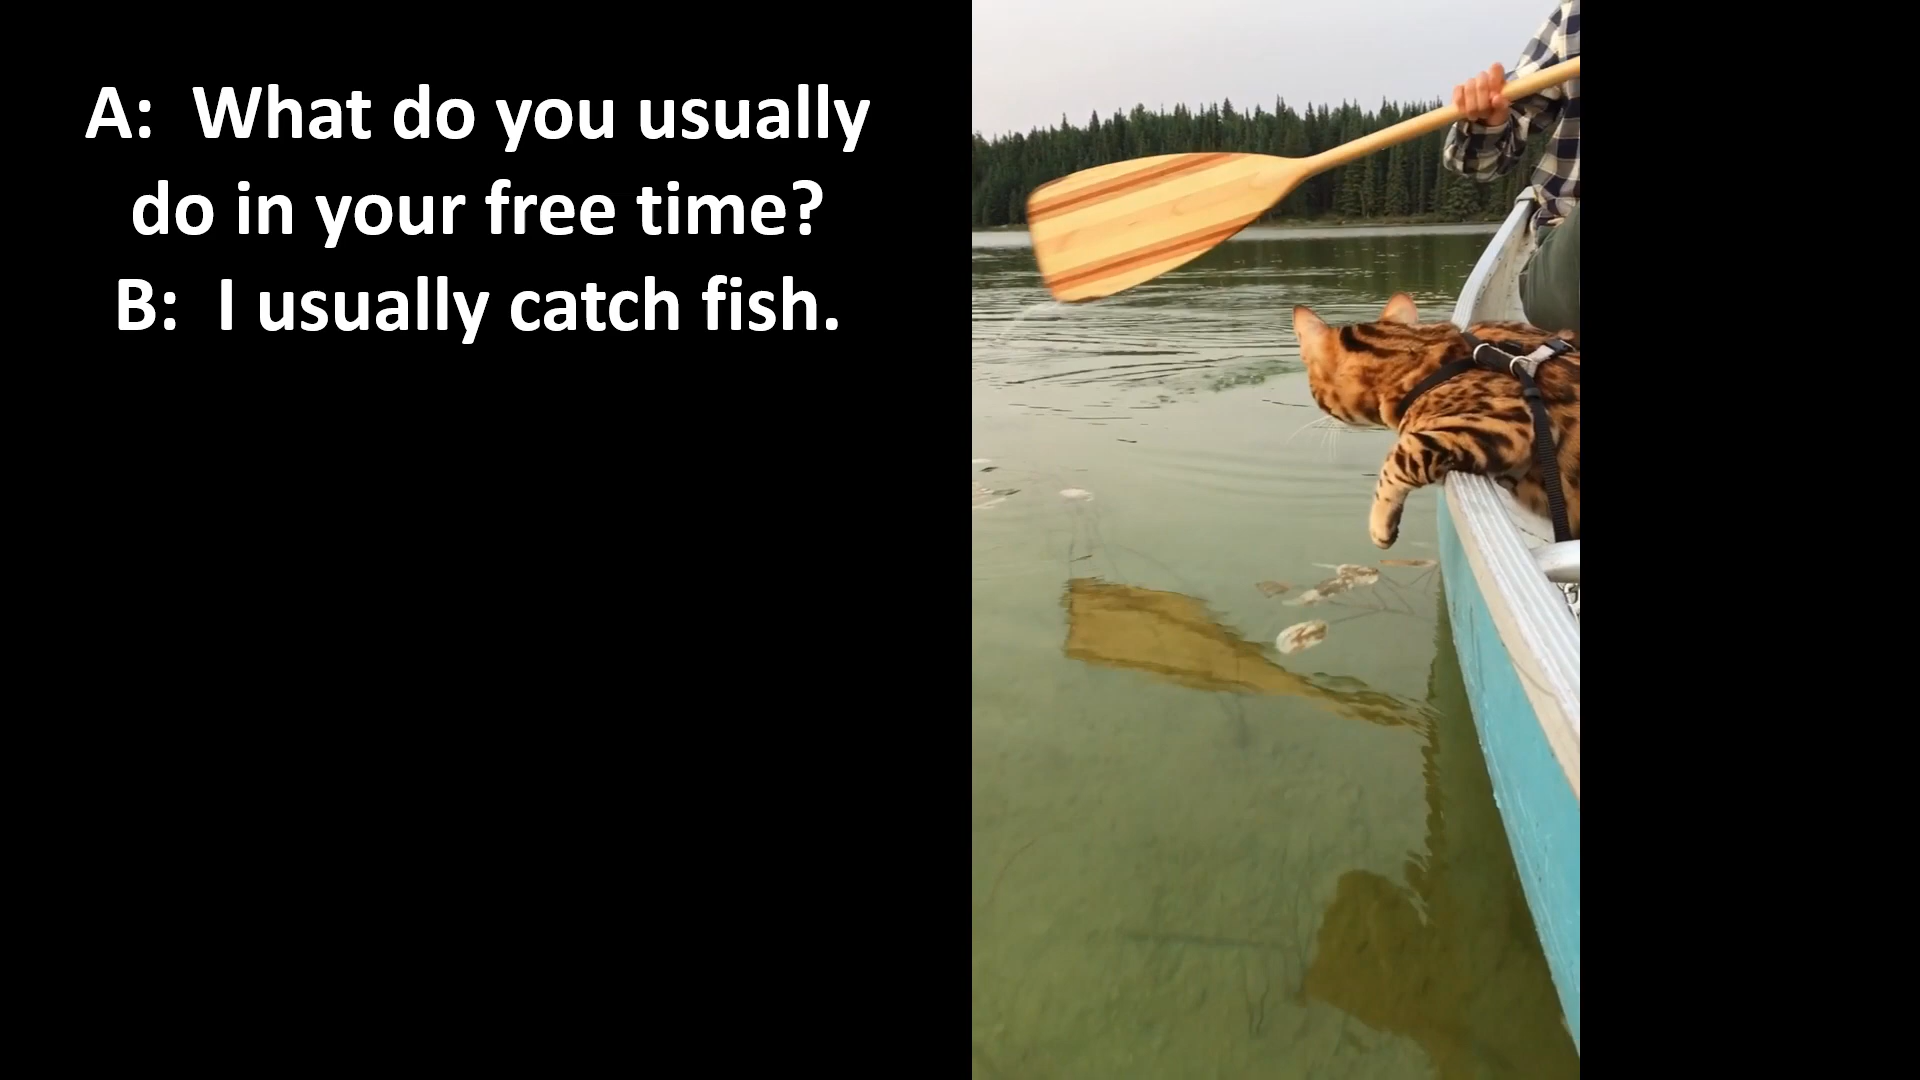 A: What do you usually
do in your free time?
B: I usually catch fish.